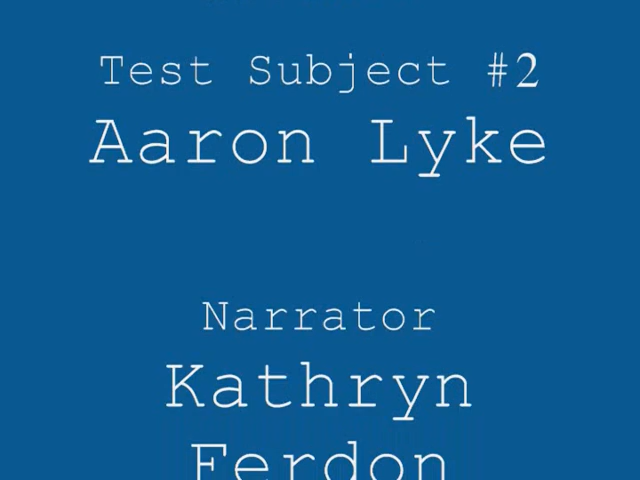 Test Subject #2
Aaron Lyke
Narrator
Kathryn
Ferdon